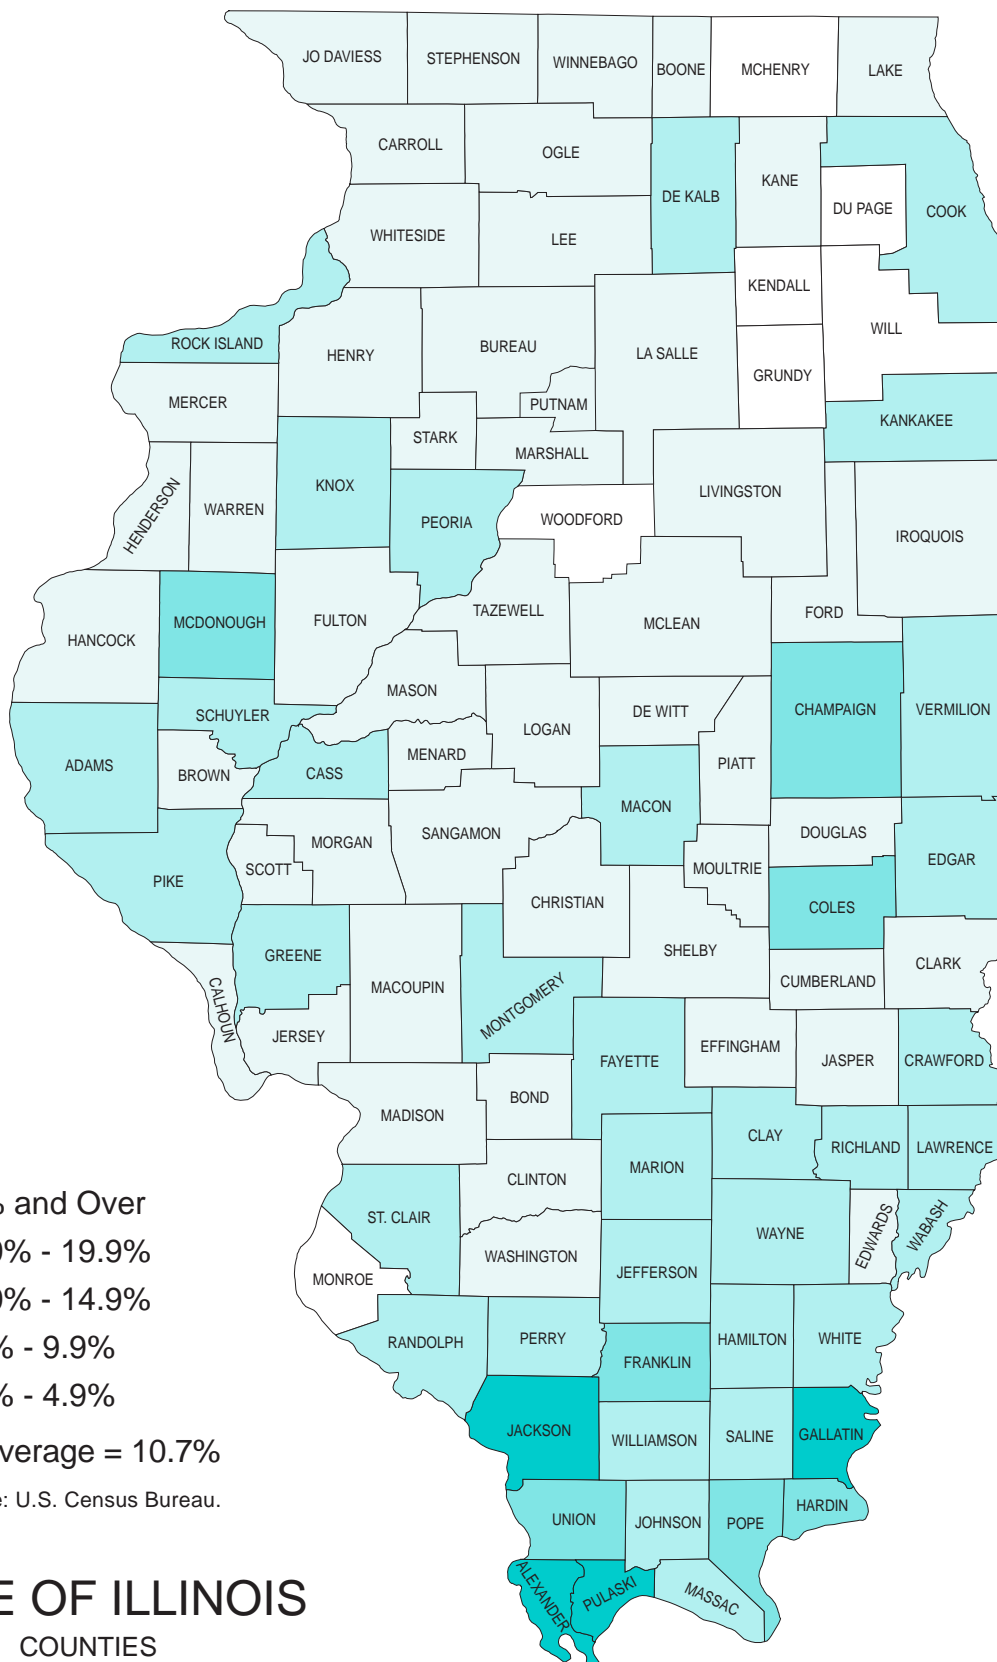 JO DAVIESS
STEPHENSON
WINNEBAGO
BOONE
MCHENRY
LAKE
CARROLL
OGLE
DE KALB
KANE
DU PAGE
COOK
WHITESIDE
LEE
KENDALL
WILL
ROCK ISLAND
HENRY
BUREAU
LA SALLE
GRUNDY
MERCER
PUTNAM
KANKAKEE
STARK
MARSHALL
HENDERSON
WARREN
KNOX
PEORIA
WOODFORD
LIVINGSTON
IROQUOIS
HANCOCK
MCDONOUGH
FULTON
TAZEWELL
MCLEAN
FORD
MASON
SCHUYLER
LOGAN
DE WITT
CHAMPAIGN
VERMILION
ADAMS
BROWN
CASS
MENARD
PIATT
MACON
MORGAN
SANGAMON
DOUGLAS
EDGAR
PIKE
SCOTT
MOULTRIE
CHRISTIAN
COLES
GREENE
MACOUPIN
MONTGOMERY
SHELBY
CUMBERLAND
CLARK
CALHOUN
JERSEY
FAYETTE
EFFINGHAM
JASPER
CRAWFORD
MADISON
BOND
CLAY
RICHLAND
LAWRENCE
MARION
CLINTON
ST. CLAIR
WAYNE
EDWARDS
WABASH
WASHINGTON
MONROE
JEFFERSON
RANDOLPH
PERRY
HAMILTON
WHITE
FRANKLIN
JACKSON
WILLIAMSON
SALINE
GALLATIN
UNION
JOHNSON
POPE
HARDIN
ALEXANDER
PULASKI
MASSAC
% and Over
0% - 19.9%
0% - 14.9%
% - 9.9%
% - 4.9%
verage = 10.7%
e: U.S. Census Bureau.
E OF ILLINOIS
COUNTIES